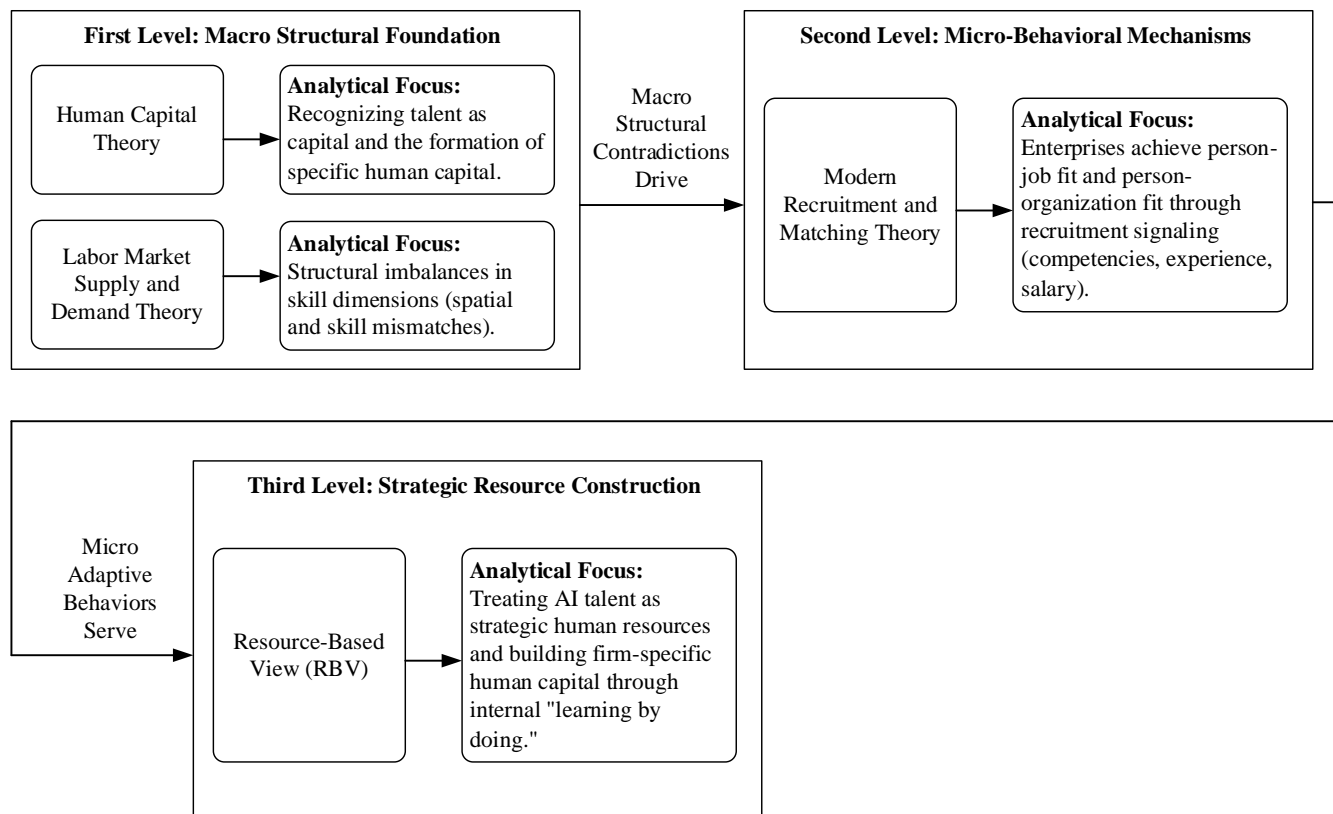 First Level: Macro Structural Foundation
Human Capital
Theory
Analytical Focus:
Recognizing talent as
capital and the formation of
specific human capital.
Labor Market
Supply and
Demand Theory
Analytical Focus:
Structural imbalances in
skill dimensions (spatial
and skill mismatches).
Macro
Structural
Contradictions
Drive
Second Level: Micro-Behavioral Mechanisms
Modern
Recruitment and
Matching Theory
Analytical Focus:
Enterprises achieve person-
job fit and person-
organization fit through
recruitment signaling
(competencies, experience,
salary).
Micro
Adaptive
Behaviors
Serve
Third Level: Strategic Resource Construction
Resource-Based
View (RBV)
Analytical Focus:
Treating AI talent as
strategic human resources
and building firm-specific
human capital through
internal "learning by
doing."